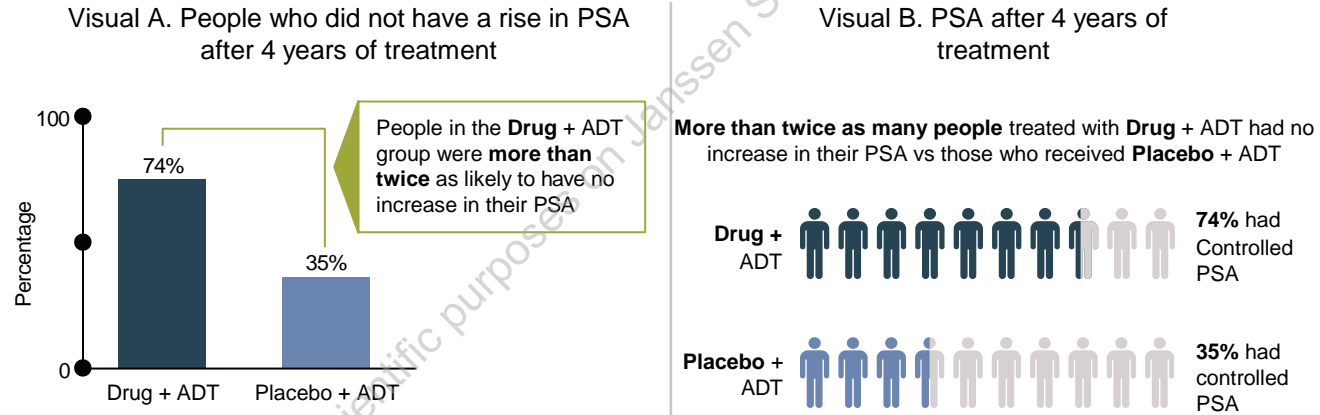 Visual A. People who did not have a rise in PSA
after 4 years of treatment
100
0
Percentage
74%
35%
Drug + ADT
Placebo + ADT
People in the Drug + ADT
group were more than
twice as likely to have no
increase in their PSA
Visual B. PSA after 4 years of
treatment
More than twice as many people treated with Drug + ADT had no
increase in their PSA vs those who received Placebo + ADT
Drug +
ADT
74% had
Controlled
PSA
Placebo +
ADT
35% had
controlled
PSA
purposes on Janssen S